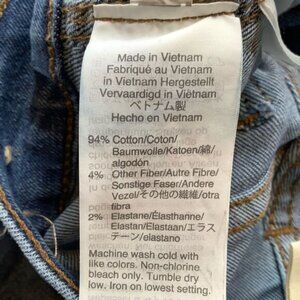 Made in Vietnam
Fabriqué au Vietnam
in Vietnam Hergestellt
Vervaardigd in Viëtnam
ベトナム製
Hecho en Vietnam
94% Cotton/Coton/
Baumwolle/Katoen/綿/
algodón
4% Other Fiber/Autre Fibre/
Sonstige Faser/Andere
Vezel/その他の繊維/otra
fibra
2% Elastane/Élasthanne/
Elastan/Elastaan/エラス
テーン/elastano
Machine wash cold with
like colors. Non-chlorine
bleach only. Tumble dry
low. Iron on lowest setting.